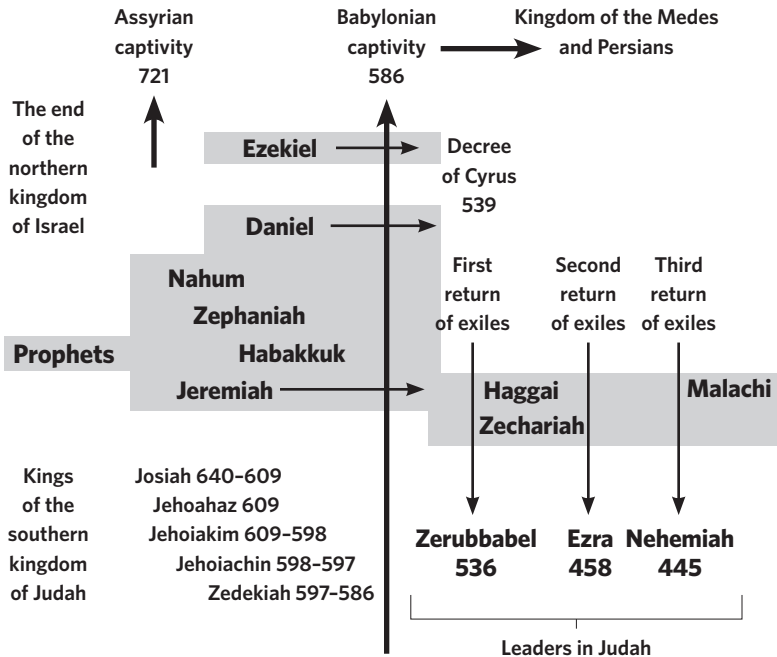 Assyrian
captivity
721
Babylonian
captivity
586
Kingdom of the Medes
and Persians
The end
of the
northern
kingdom
of Israel
Ezekiel
Decree
of Cyrus
539
Daniel
First
return
of exiles
Second
return
of exiles
Third
return
of exiles
Nahum
Zephaniah
Prophets
Habakkuk
Jeremiah
Haggai
Zechariah
Malachi
Kings
of the
southern
kingdom
of Judah
Josiah 640–609
Jehoahaz 609
Jehoiakim 609–598
Jehoiachin 598–597
Zedekiah 597–586
Zerubbabel
536
Ezra
458
Nehemiah
445
Leaders in Judah